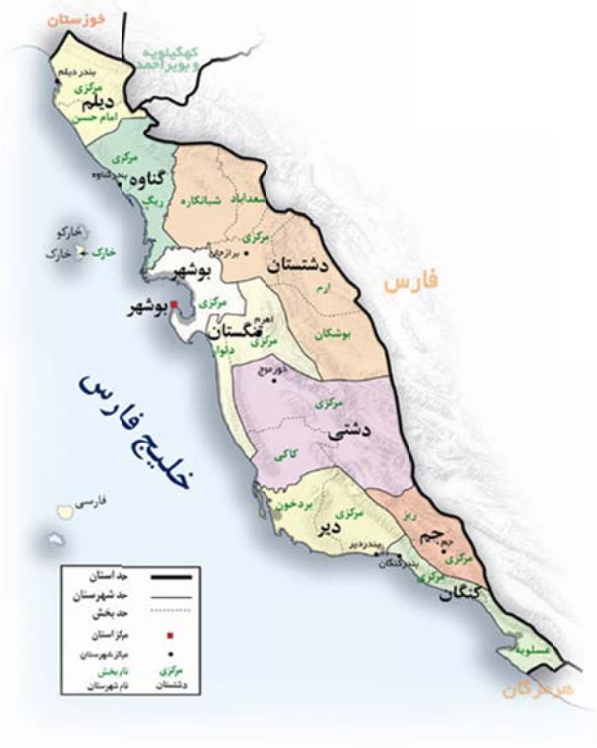 خوزستان
کهگیلویه
و بویراحمد
بندر دیلم
مرکزی
دیلم
امام حسن
مرکزی
گناوه
بندرگناوه
ریگ
شبانکاره
سعدآباد
خارکو
خارک
خارک
مرکزی
برازجان
دشتستان
بوشهر
ارم
فارس
بوشهر
مرکزی
اهرم
تنگستان
مرکزی
دلوار
بوشکان
خورموج
مرکزی
دشتی
کاکی
خلیج فارس
فارسی
بردخون
مرکزی
دیر
بندردیر
ریز
جم
جم
مرکزی
بندرکنگان
مرکزی
کنگان
عسلویه
هرمزگان
حد استان
حد شهرستان
حد بخش
مرکز استان
مرکز شهرستان
مرکزی نام بخش
دشتستان نام شهرستان